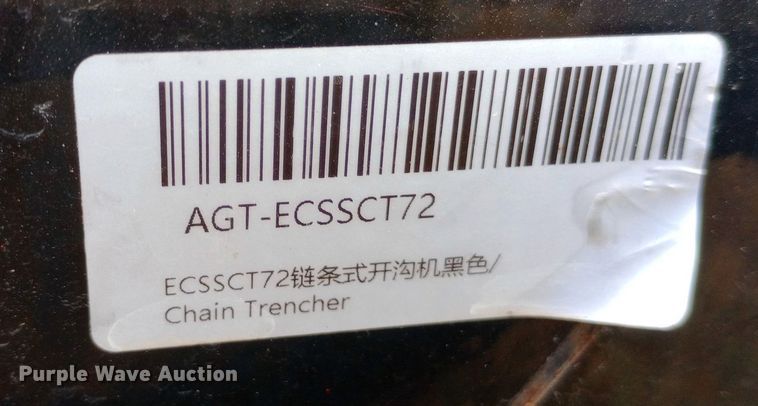 AGT-ECSSCT72
ECSSCT72链条式开沟机黑色/
Chain Trencher
Purple Wave Auction